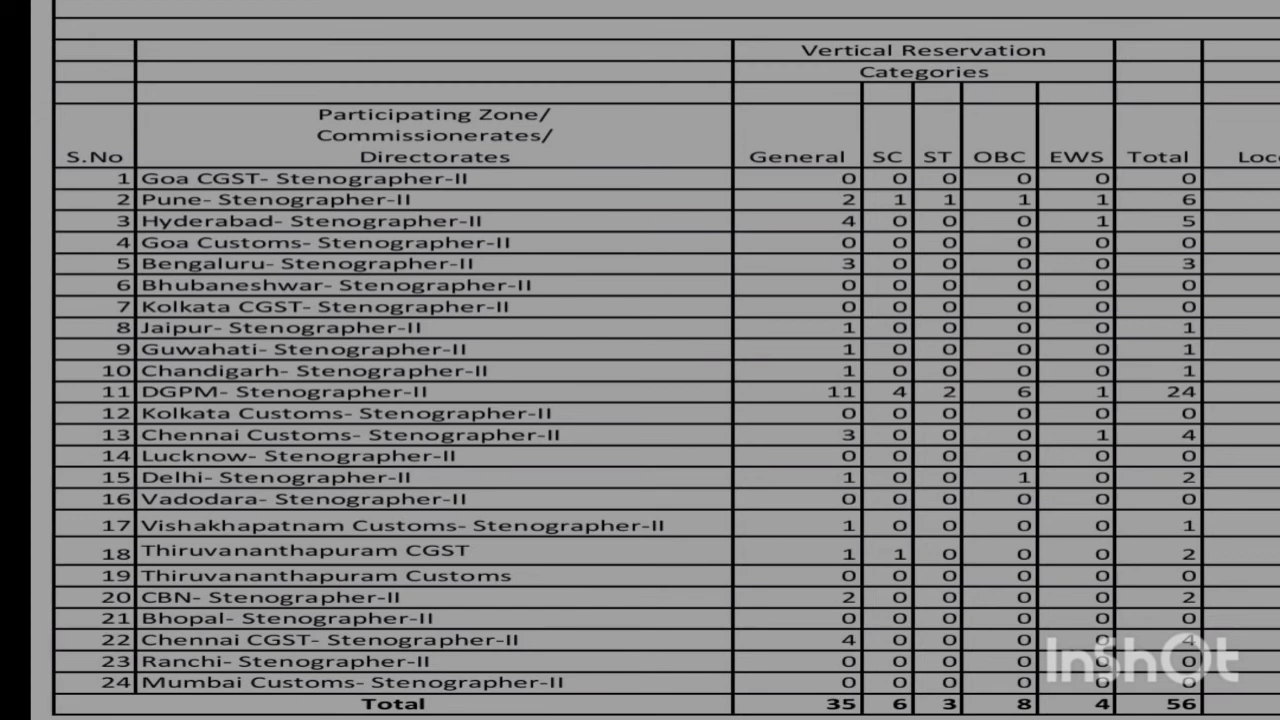 Vertical Reservation
Categories
Participating Zone/
Commissionerates/
S.No Directorates General SC ST OBC EWS Total Loc
1 Goa CGST- Stenographer-II 0 0 0 0 0 0
2 Pune- Stenographer-II 2 1 1 1 1 6
3 Hyderabad- Stenographer-II 4 0 0 0 1 5
4 Goa Customs- Stenographer-II 0 0 0 0 0 0
5 Bengaluru- Stenographer-II 3 0 0 0 0 3
6 Bhubaneshwar- Stenographer-II 0 0 0 0 0 0
7 Kolkata CGST- Stenographer-II 0 0 0 0 0 0
8 Jaipur- Stenographer-II 1 0 0 0 0 1
9 Guwahati- Stenographer-II 1 0 0 0 0 1
10 Chandigarh- Stenographer-II 1 0 0 0 0 1
11 DGPM- Stenographer-II 11 4 2 6 1 24
12 Kolkata Customs- Stenographer-II 0 0 0 0 0 0
13 Chennai Customs- Stenographer-II 3 0 0 0 1 4
14 Lucknow- Stenographer-II 0 0 0 0 0 0
15 Delhi- Stenographer-II 1 0 0 1 0 2
16 Vadodara- Stenographer-II 0 0 0 0 0 0
17 Vishakhapatnam Customs- Stenographer-II 1 0 0 0 0 1
18 Thiruvananthapuram CGST 1 1 0 0 0 2
19 Thiruvananthapuram Customs 0 0 0 0 0 0
20 CBN- Stenographer-II 2 0 0 0 0 2
21 Bhopal- Stenographer-II 0 0 0 0 0 0
22 Chennai CGST- Stenographer-II 4 0 0 0 0 4
23 Ranchi- Stenographer-II 0 0 0 0 0 0
24 Mumbai Customs- Stenographer-II 0 0 0 0 0 0
Total 35 6 3 8 4 56
InShOt